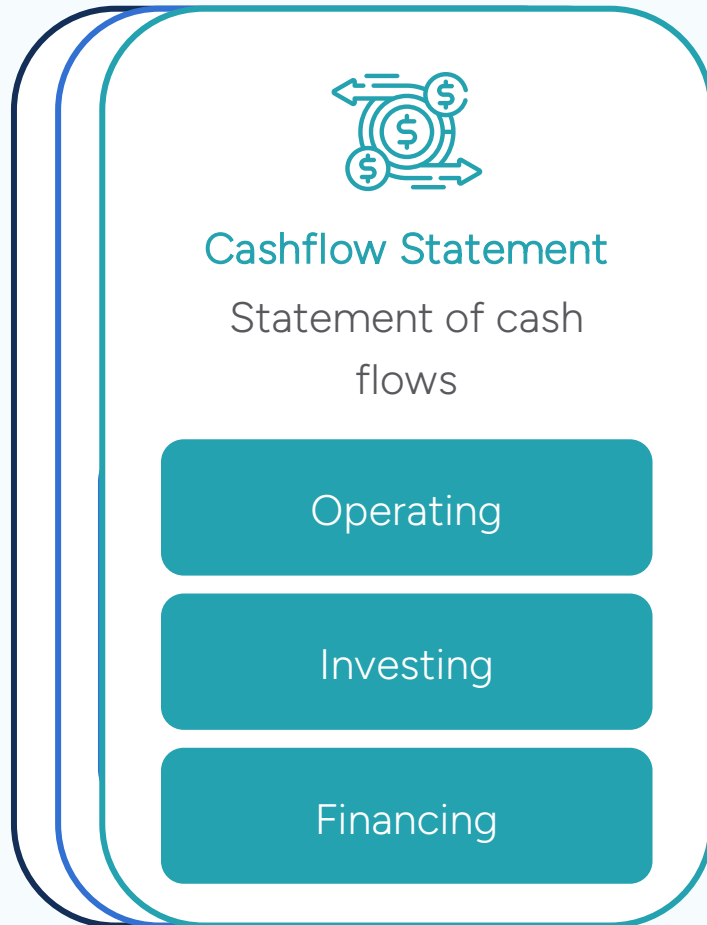 Cashflow Statement
Statement of cash
flows
Operating
Investing
Financing